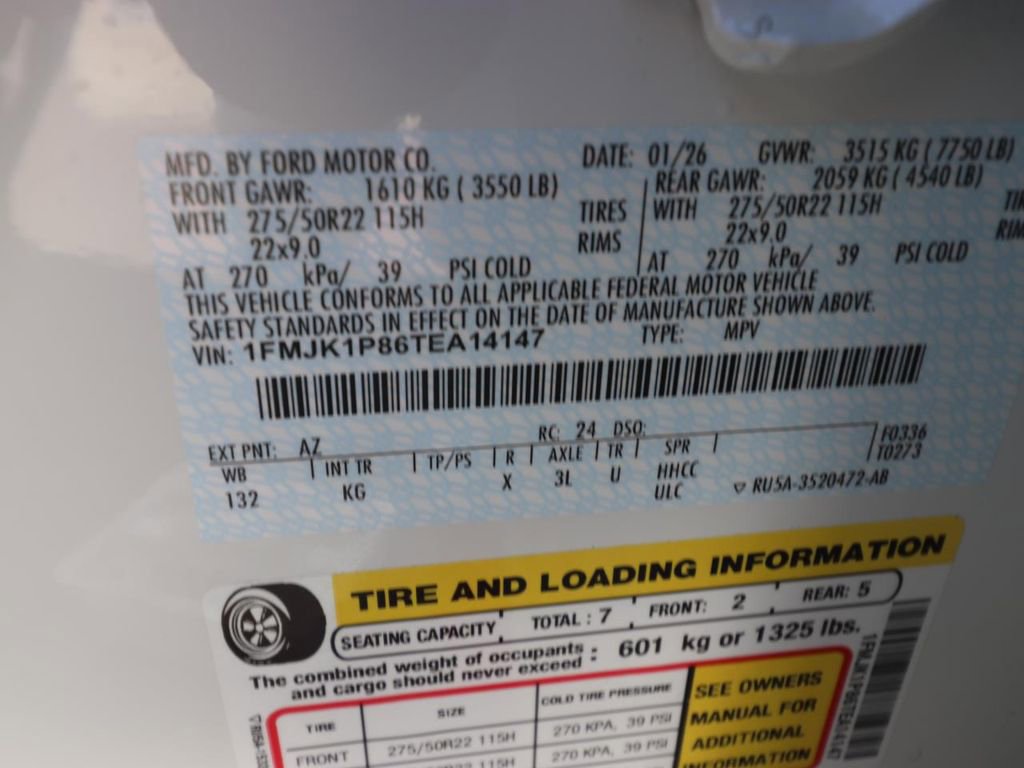 MFD. BY FORD MOTOR CO. DATE: 01/26 GVWR: 3515 KG ( 7750 LB)
FRONT GAWR: 1610 KG ( 3550 LB) REAR GAWR: 2059 KG ( 4540 LB)
WITH 275/50R22 115H TIRES WITH 275/50R22 115H
22x9.0 RIMS 22x9.0
AT 270 kPa/ 39 PSI COLD AT 270 kPa/ 39 PSI COLD
THIS VEHICLE CONFORMS TO ALL APPLICABLE FEDERAL MOTOR VEHICLE
SAFETY STANDARDS IN EFFECT ON THE DATE OF MANUFACTURE SHOWN ABOVE.
VIN: 1FMJK1P86TEA14147 TYPE: MPV
EXT PNT: AZ RC: 24 DSO: F0336
WB INT TR TP/PS R AXLE TR SPR T0273
132 KG X 3L U HHCC
ULC RU5A-3520472-AB
TIRE AND LOADING INFORMATION
SEATING CAPACITY TOTAL : 7 FRONT: 2 REAR: 5
The combined weight of occupants
and cargo should never exceed : 601 kg or 1325 lbs.
TIRE SIZE COLD TIRE PRESSURE
FRONT 275/50R22 115H 270 KPA, 39 PSI
275/50R22 115H 270 KPA, 39 PSI
SEE OWNERS
MANUAL FOR
ADDITIONAL
INFORMATION
1FMJK1P86TEA14147